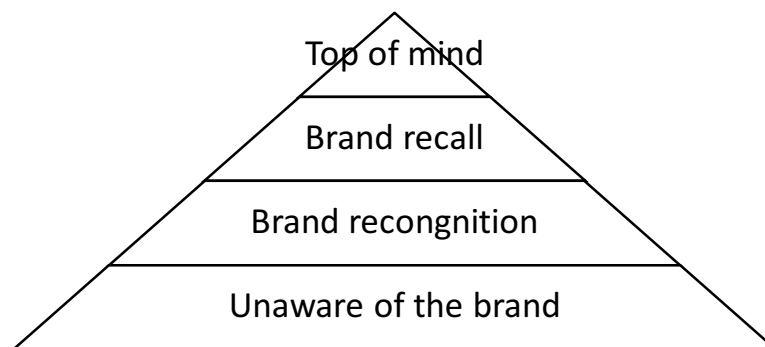 Top of mind
Brand recall
Brand recongnition
Unaware of the brand